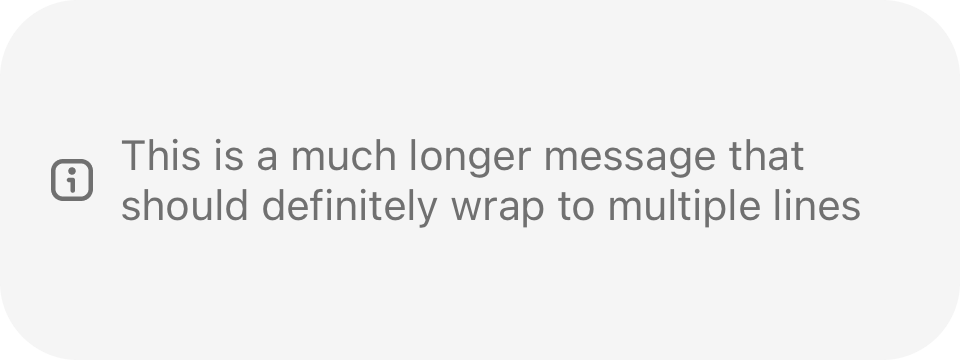 This is a much longer message that
should definitely wrap to multiple lines